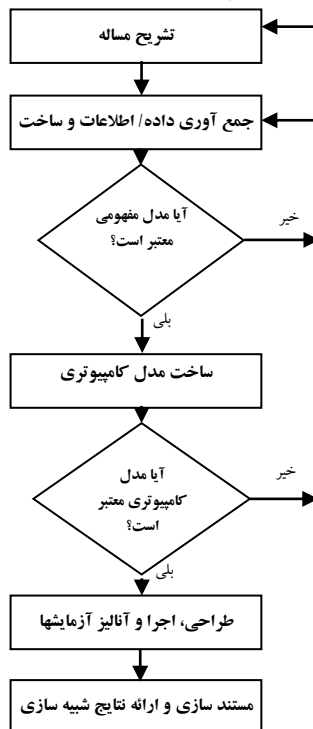 تشریح مساله
جمع آوری داده/ اطلاعات و ساخت
آیا مدل مفهومی
معتبر است؟
خیر
بلی
ساخت مدل کامپیوتری
آیا مدل
کامپیوتری معتبر
است؟
خیر
بلی
طراحی، اجرا و آنالیز آزمایشها
مستند سازی و ارائه نتایج شبیه سازی